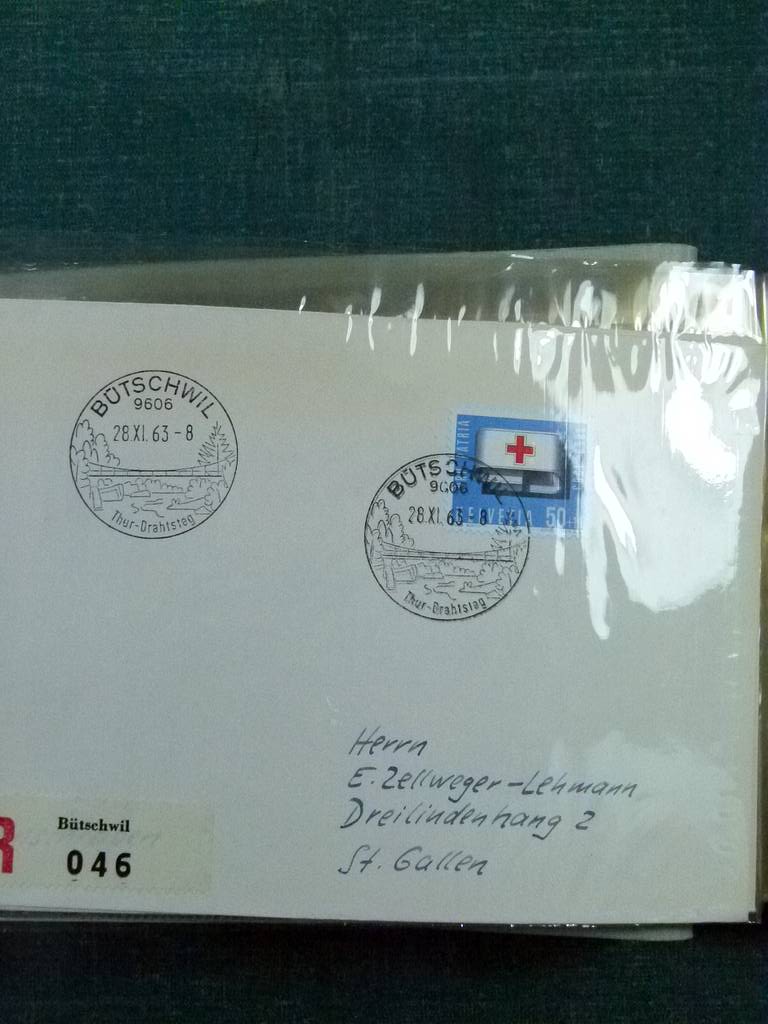 BÜTSCHWIL
9606
28.XI.63-8
Thur-Drahtsteg
PATRIA
HELVETIA 50
BÜTSCHWIL
9606
28.XI.63-8
Thur-Drahtsteg
Herrn
E. Zellweger-Lehmann
Dreilindenhang 2
St. Gallen
R
Bütschwil
046